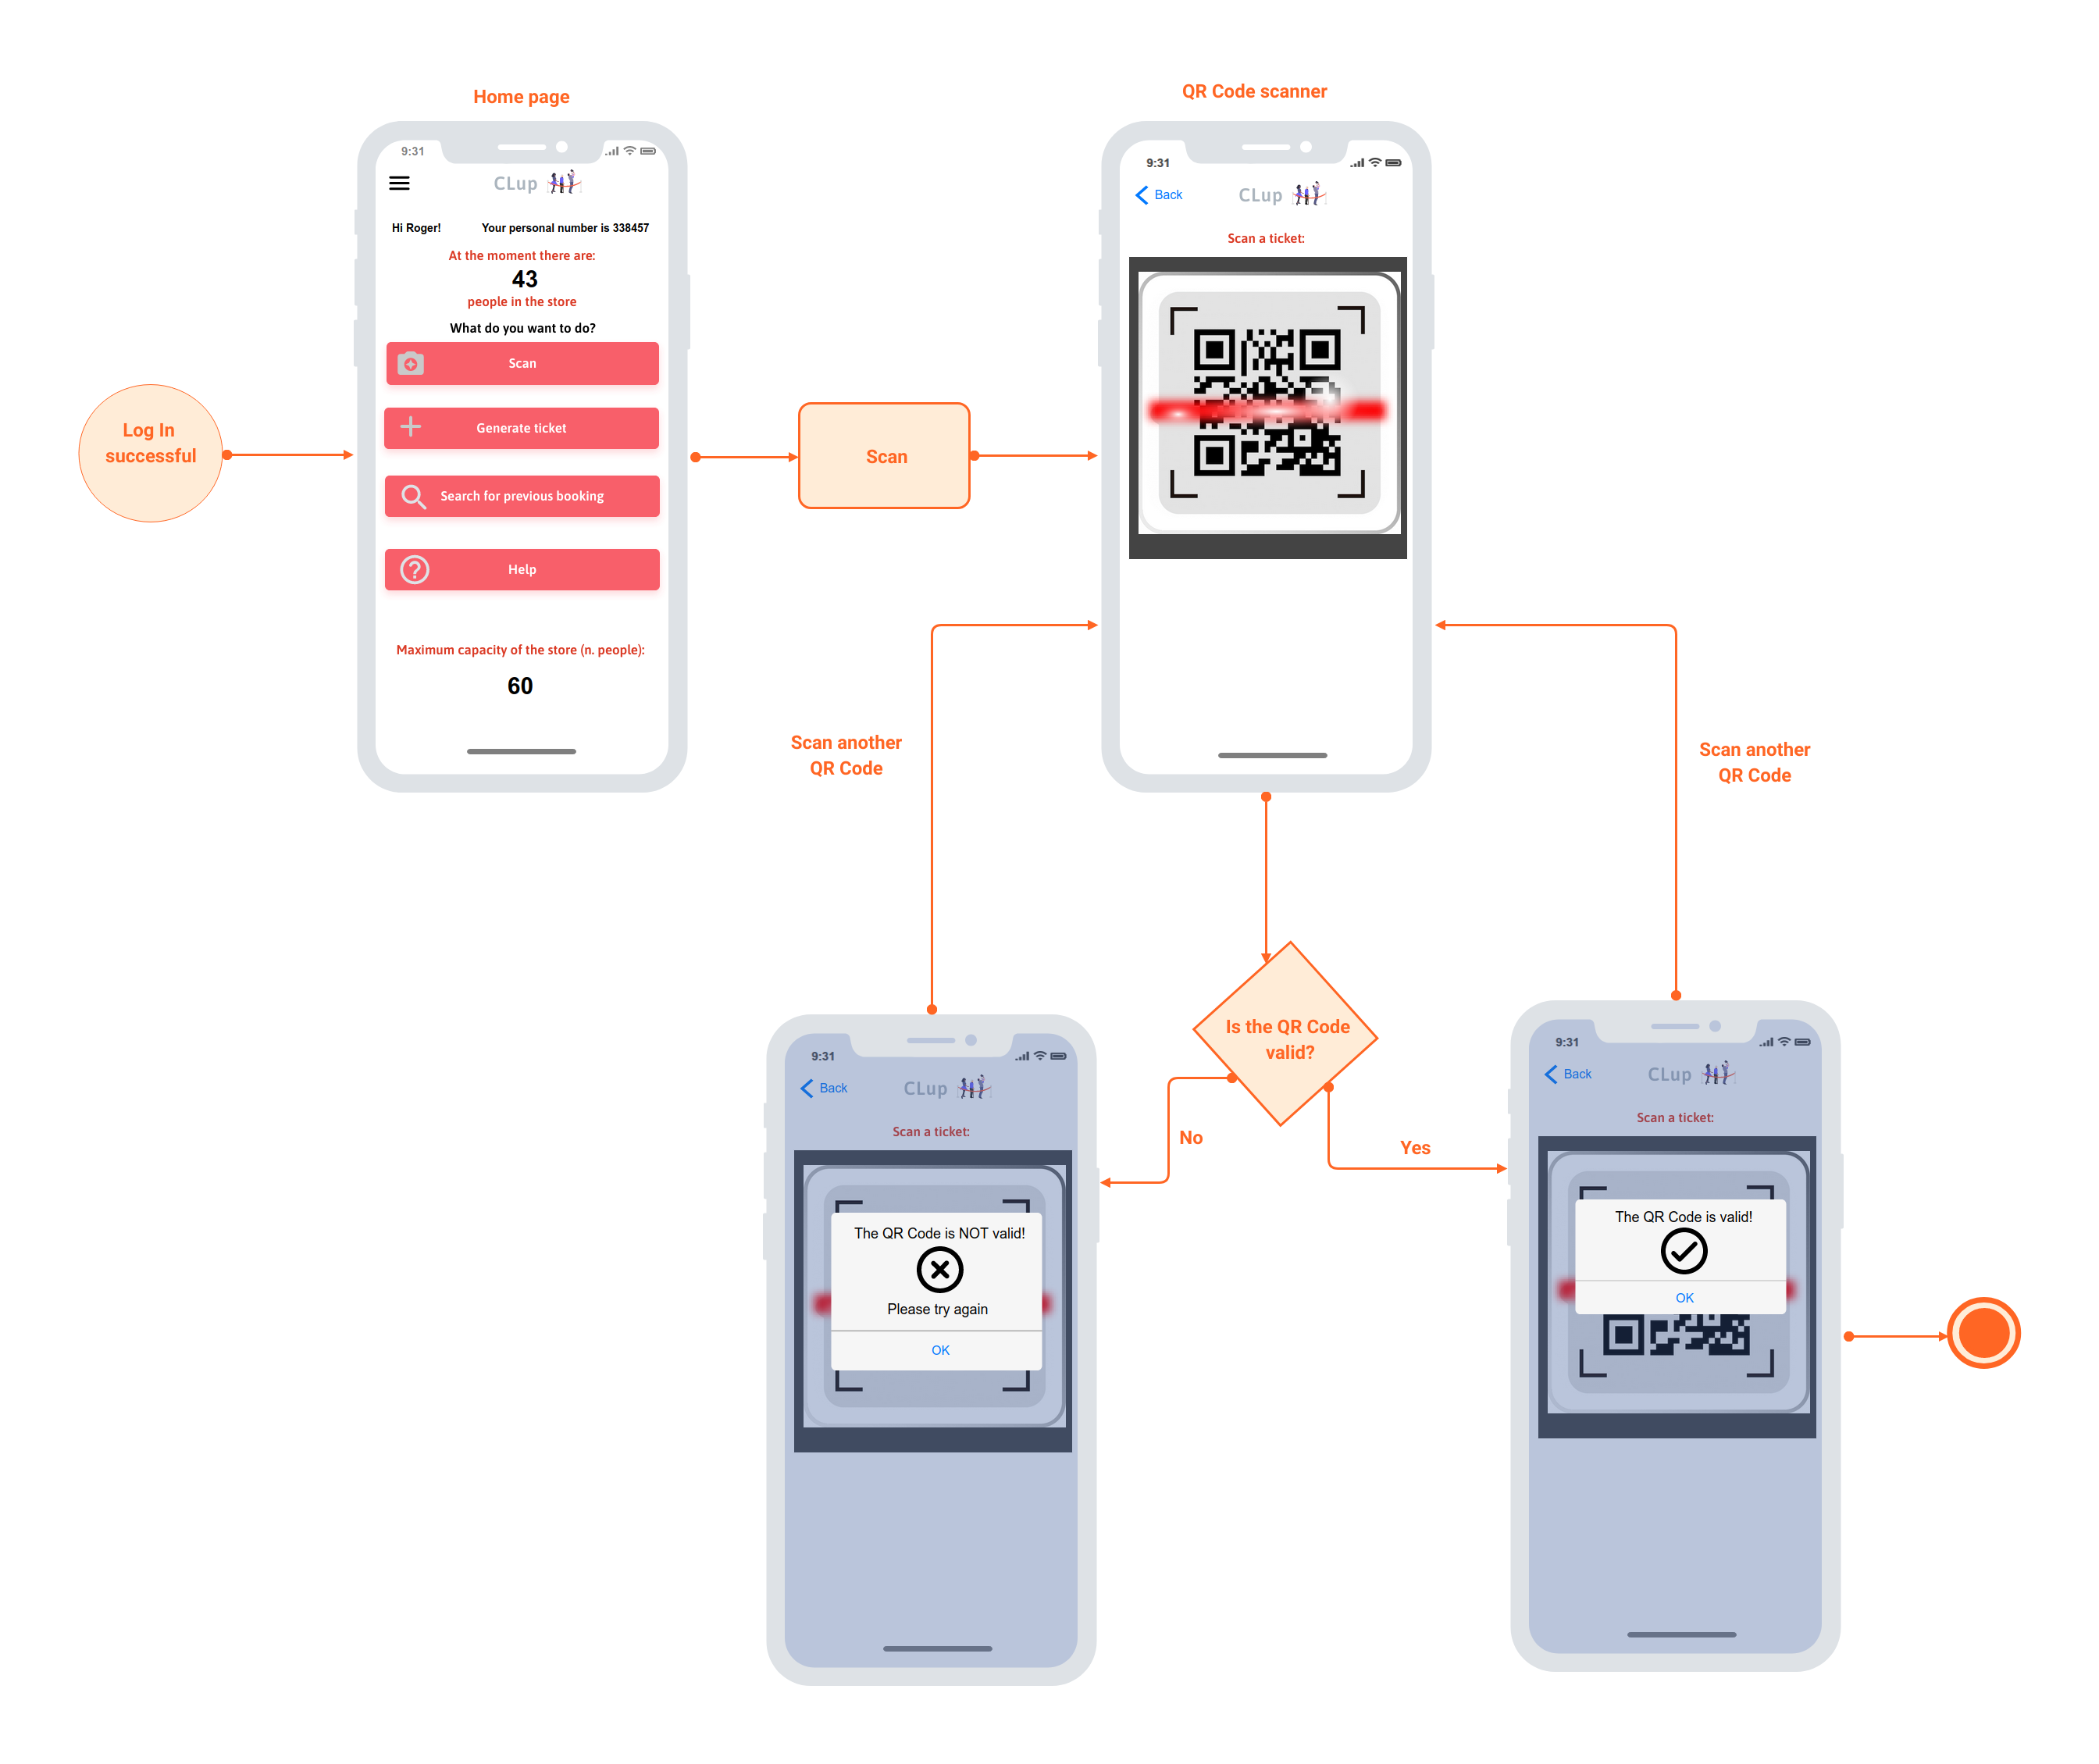 Home page
9:31
CLup
Hi Roger!
Your personal number is 338457
At the moment there are:
43
people in the store
What do you want to do?
Scan
Generate ticket
Search for previous booking
Help
Maximum capacity of the store (n. people):
60
Log In
successful
Scan
QR Code scanner
9:31
Back
CLup
Scan a ticket:
Scan another
QR Code
Scan another
QR Code
Is the QR Code
valid?
No
Yes
9:31
Back
CLup
Scan a ticket:
The QR Code is NOT valid!
Please try again
OK
9:31
Back
CLup
Scan a ticket:
The QR Code is valid!
OK